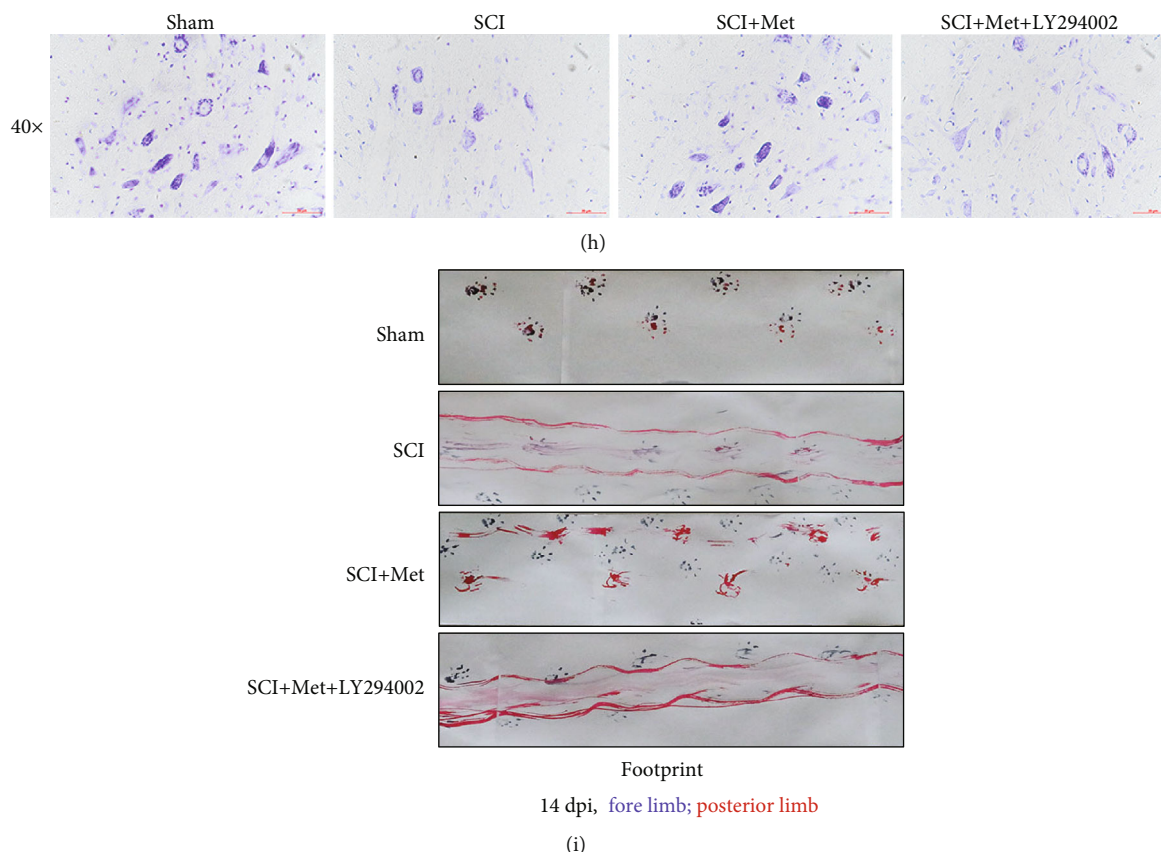 Sham SCI SCI+Met SCI+Met+LY294002
40×
(h)
Sham
SCI
SCI+Met
SCI+Met+LY294002
Footprint
14 dpi, fore limb; posterior limb
(i)